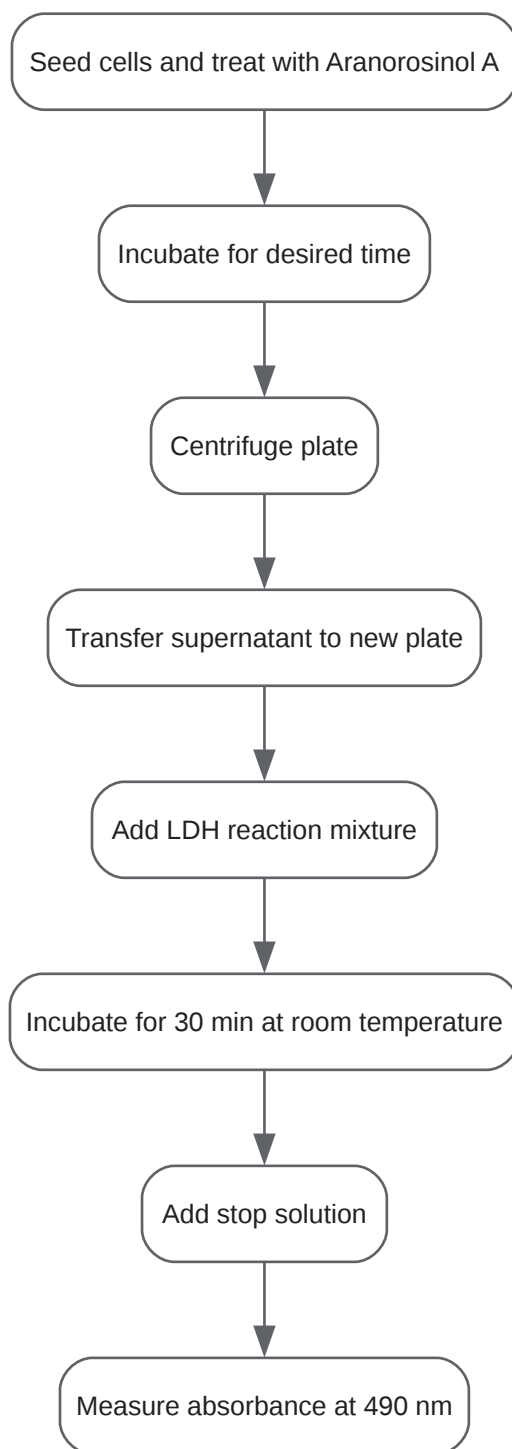 Seed cells and treat with Aranorosinol A
Incubate for desired time
Centrifuge plate
Transfer supernatant to new plate
Add LDH reaction mixture
Incubate for 30 min at room temperature
Add stop solution
Measure absorbance at 490 nm